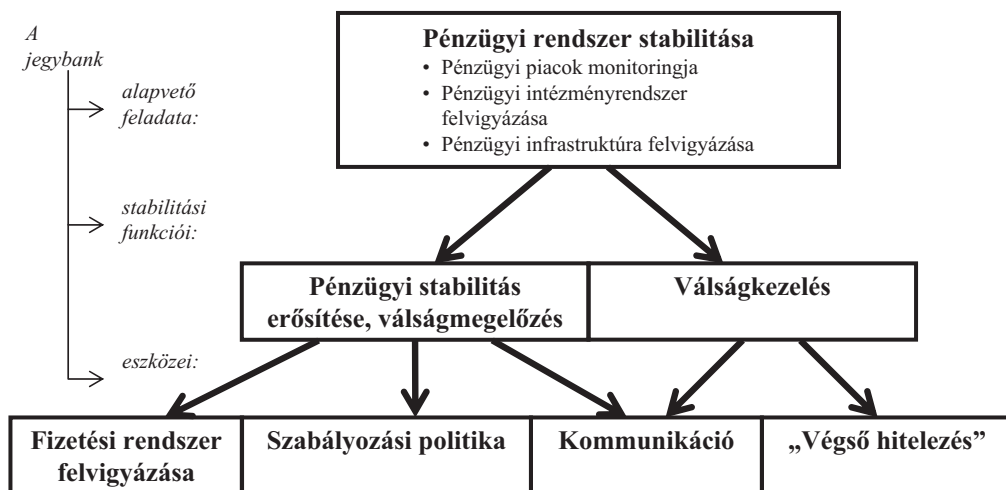 A
jegybank
alapvető
feladata:
Pénzügyi rendszer stabilitása
• Pénzügyi piacok monitoringja
• Pénzügyi intézményrendszer
felvigyázása
• Pénzügyi infrastruktúra felvigyázása
stabilitási
funkciói:
Pénzügyi stabilitás
erősítése, válságmegelőzés
Válságkezelés
eszközei:
Fizetési rendszer
felvigyázása
Szabályozási politika
Kommunikáció
„Végső hitelezés”